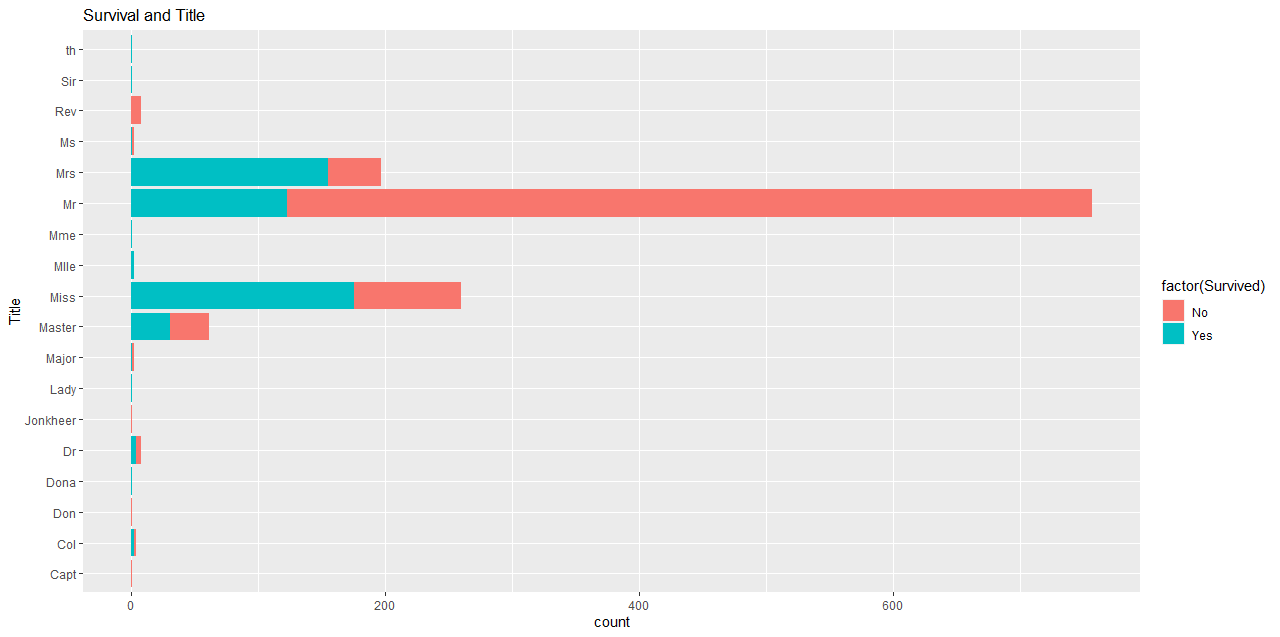 Survival and Title
th
Sir
Rev
Ms
Mrs
Mr
Mme
Mlle
Miss
Master
Major
Lady
Jonkheer
Dr
Dona
Don
Col
Capt
Title
0 200 400 600
count
factor(Survived)
No
Yes